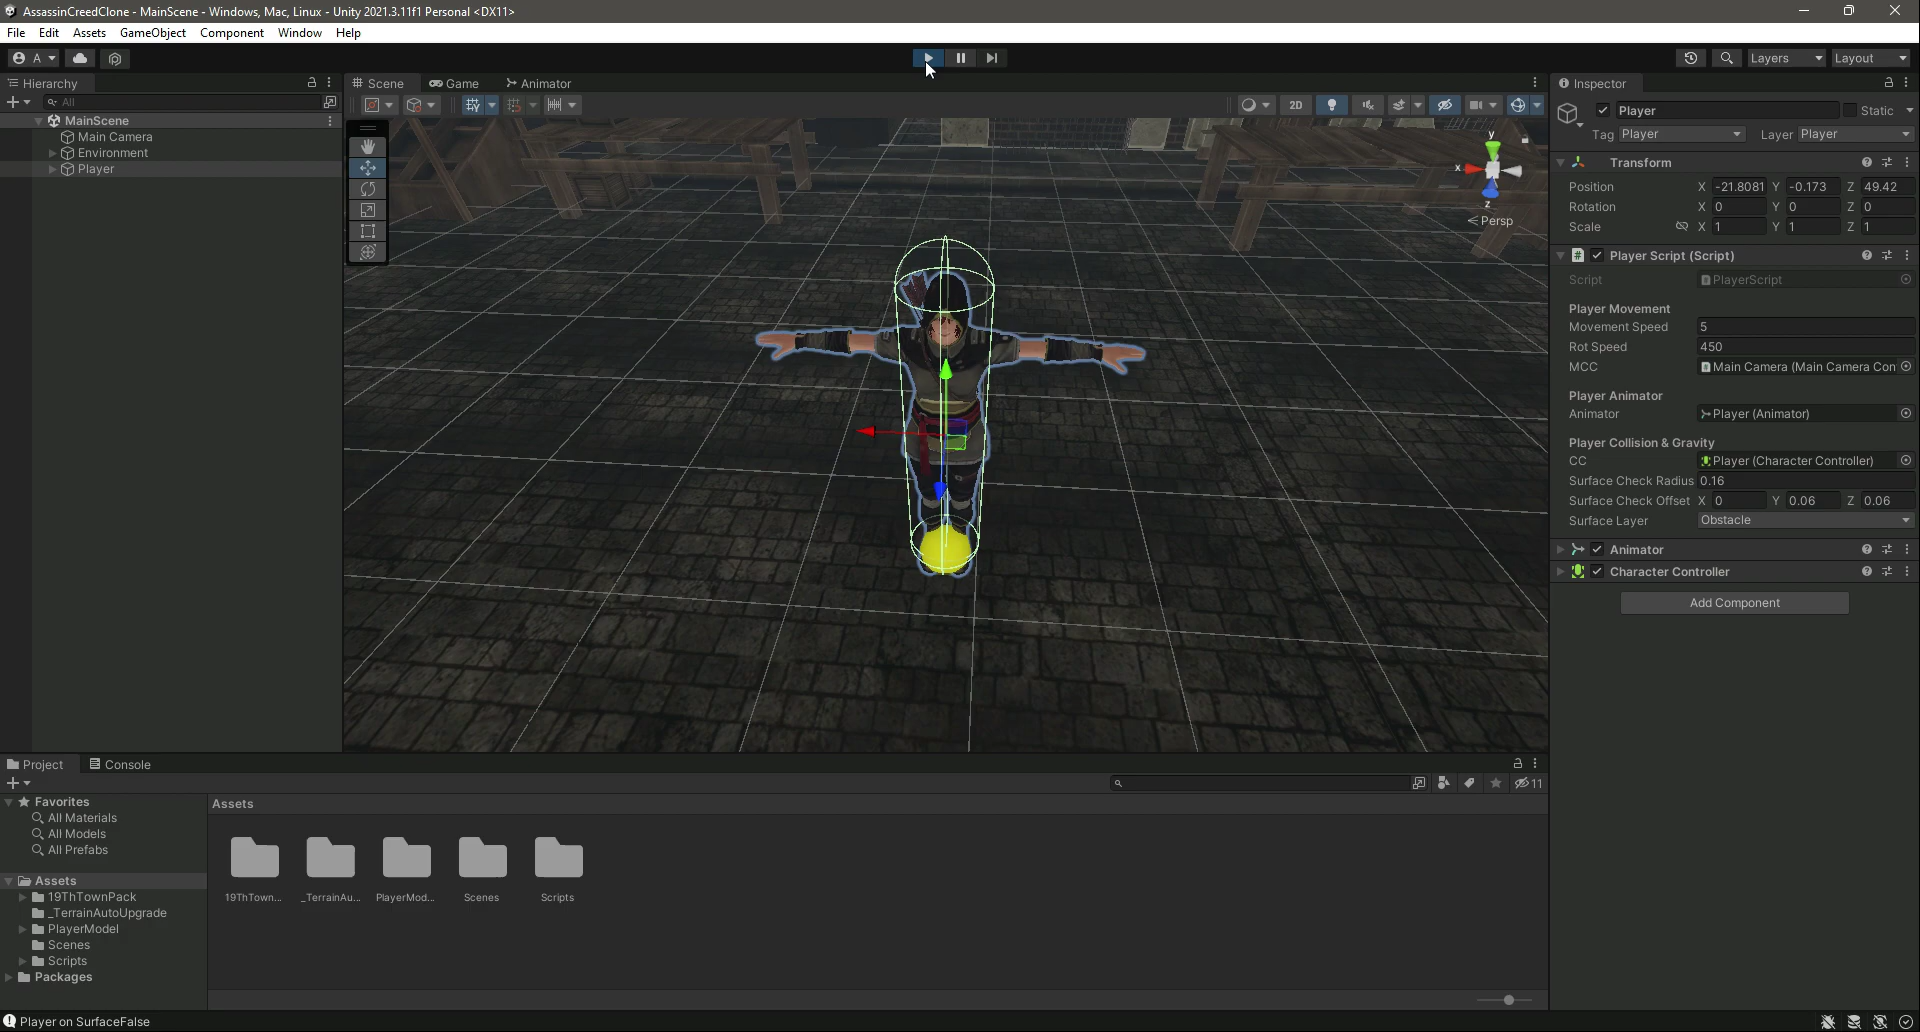 AssassinCreedClone - MainScene - Windows, Mac, Linux - Unity 2021.3.11f1 Personal <DX11>
File Edit Assets GameObject Component Window Help
A
Layers Layout
Hierarchy
All
MainScene
Main Camera
Environment
Player
Scene Game Animator
2D
y
x
z
Persp
Inspector
Player Static
Tag Player Layer Player
Transform
Position X -21.8081 Y -0.173 Z 49.42
Rotation X 0 Y 0 Z 0
Scale X 1 Y 1 Z 1
Player Script (Script)
Script PlayerScript
Player Movement
Movement Speed 5
Rot Speed 450
MCC Main Camera (Main Camera Con
Player Animator
Animator Player (Animator)
Player Collision & Gravity
CC Player (Character Controller)
Surface Check Radius 0.16
Surface Check Offset X 0 Y 0.06 Z 0.06
Surface Layer Obstacle
Animator
Character Controller
Add Component
Project Console
11
Favorites
All Materials
All Models
All Prefabs
Assets
19ThTownPack
_TerrainAutoUpgrade
PlayerModel
Scenes
Scripts
Packages
Assets
19ThTown... _TerrainAu... PlayerMod... Scenes Scripts
Player on SurfaceFalse